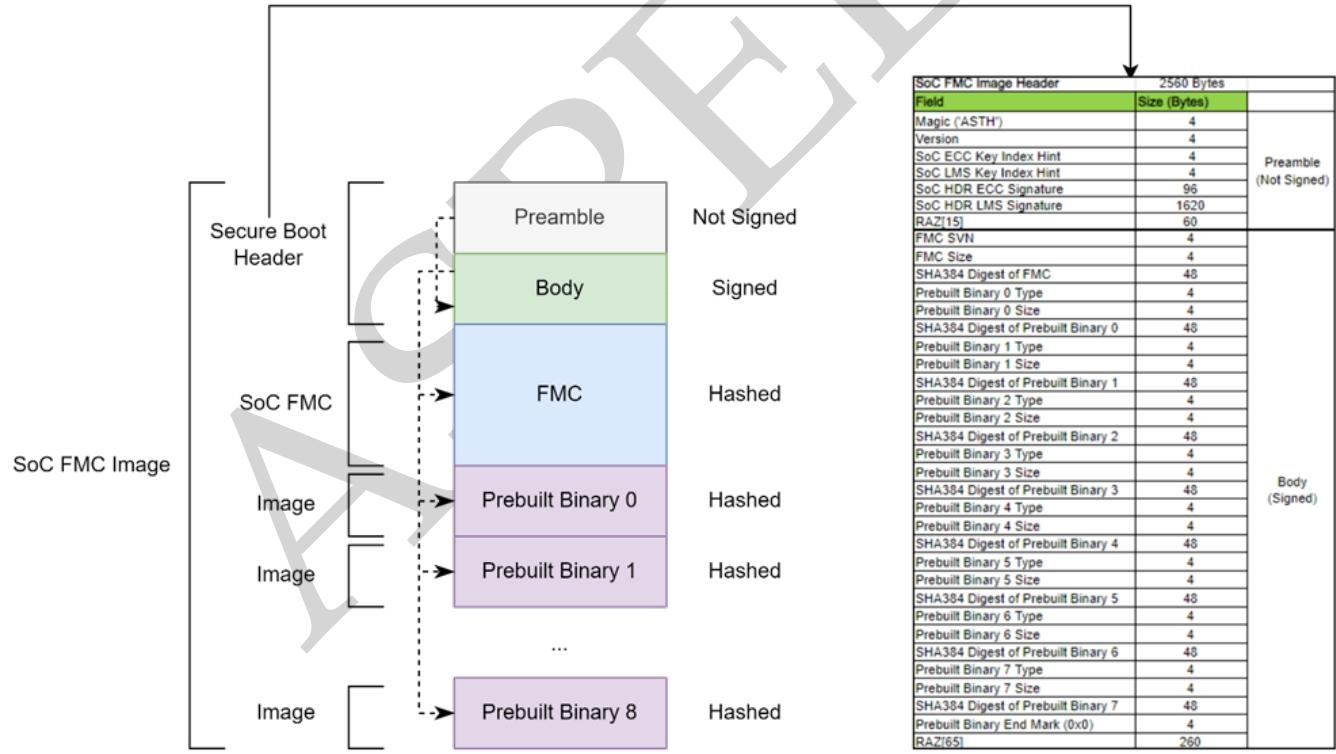 SoC FMC Image
Secure Boot
Header
SoC FMC
Image
Image
Image
Preamble
Body
FMC
Prebuilt Binary 0
Prebuilt Binary 1
...
Prebuilt Binary 8
Not Signed
Signed
Hashed
Hashed
Hashed
Hashed
SoC FMC Image Header 2560 Bytes
Field Size (Bytes)
Magic ('ASTH') 4
Version 4
SoC ECC Key Index Hint 4
SoC LMS Key Index Hint 4
SoC HDR ECC Signature 96
SoC HDR LMS Signature 1620
RAZ[15] 60
Preamble
(Not Signed)
FMC SVN 4
FMC Size 4
SHA384 Digest of FMC 48
Prebuilt Binary 0 Type 4
Prebuilt Binary 0 Size 4
SHA384 Digest of Prebuilt Binary 0 48
Prebuilt Binary 1 Type 4
Prebuilt Binary 1 Size 4
SHA384 Digest of Prebuilt Binary 1 48
Prebuilt Binary 2 Type 4
Prebuilt Binary 2 Size 4
SHA384 Digest of Prebuilt Binary 2 48
Prebuilt Binary 3 Type 4
Prebuilt Binary 3 Size 4
SHA384 Digest of Prebuilt Binary 3 48
Prebuilt Binary 4 Type 4
Prebuilt Binary 4 Size 4
SHA384 Digest of Prebuilt Binary 4 48
Prebuilt Binary 5 Type 4
Prebuilt Binary 5 Size 4
SHA384 Digest of Prebuilt Binary 5 48
Prebuilt Binary 6 Type 4
Prebuilt Binary 6 Size 4
SHA384 Digest of Prebuilt Binary 6 48
Prebuilt Binary 7 Type 4
Prebuilt Binary 7 Size 4
SHA384 Digest of Prebuilt Binary 7 48
Prebuilt Binary End Mark (0x0) 4
RAZ[65] 260
Body
(Signed)